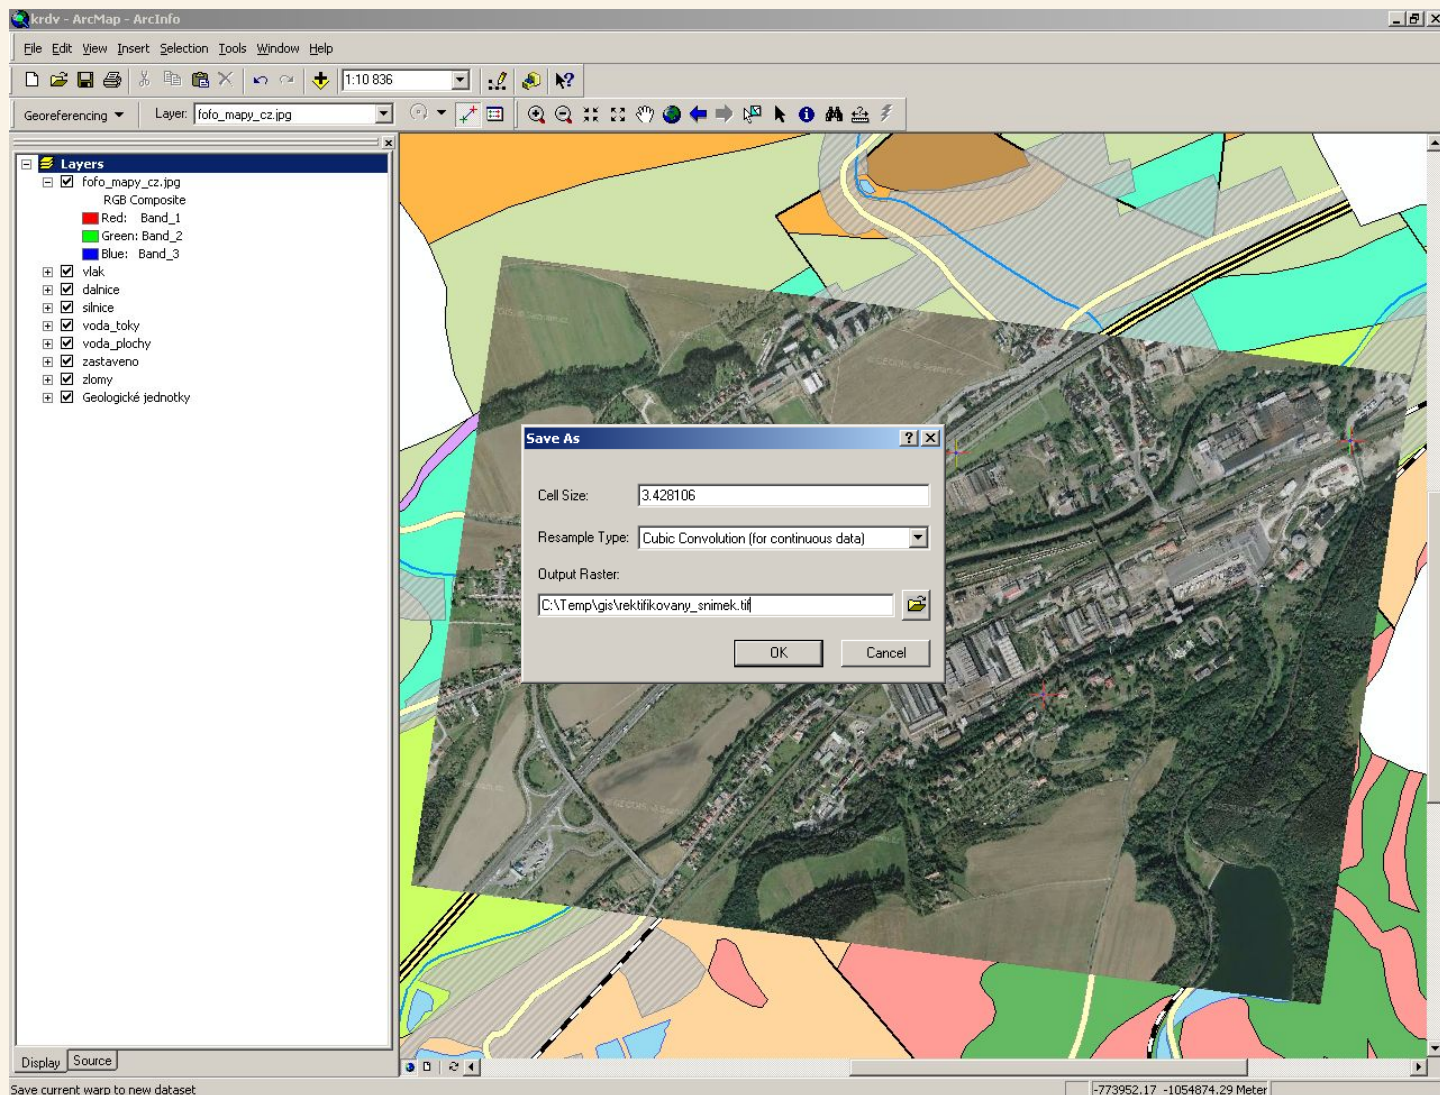 krdv - ArcMap - ArcInfo
File Edit View Insert Selection Tools Window Help
1:10 836
Georeferencing Layer: fofo_mapy_cz.jpg
Layers
fofo_mapy_cz.jpg
RGB Composite
Red: Band_1
Green: Band_2
Blue: Band_3
vlak
dalnice
silnice
voda_toky
voda_plochy
zastaveno
zlomy
Geologické jednotky
Save As
Cell Size: 3.428106
Resample Type: Cubic Convolution (for continuous data)
Output Raster:
C:\Temp\gis\rektifikovany_snimek.tif
OK Cancel
Display Source
Save current warp to new dataset
-773952.17 -1054874.29 Meter